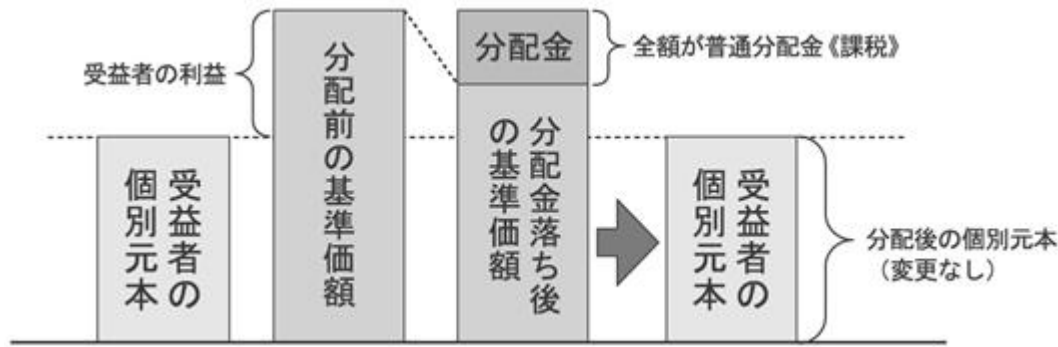 受益者の利益
受益者の
個別元本
分配前の基準価額
分配金
分配金落ち後
の基準価額
全額が普通分配金《課税》
受益者の
個別元本
分配後の個別元本
（変更なし）